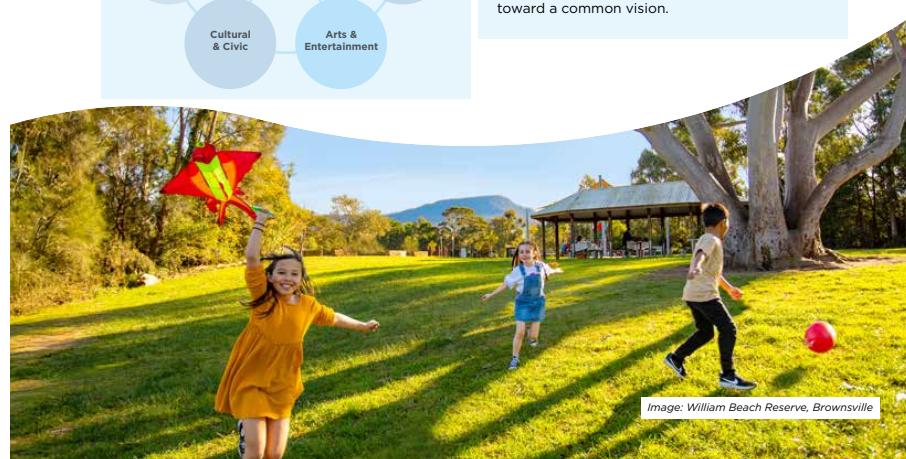 toward a common vision.
Cultural
& Civic
Arts &
Entertainment
Image: William Beach Reserve, Brownsville